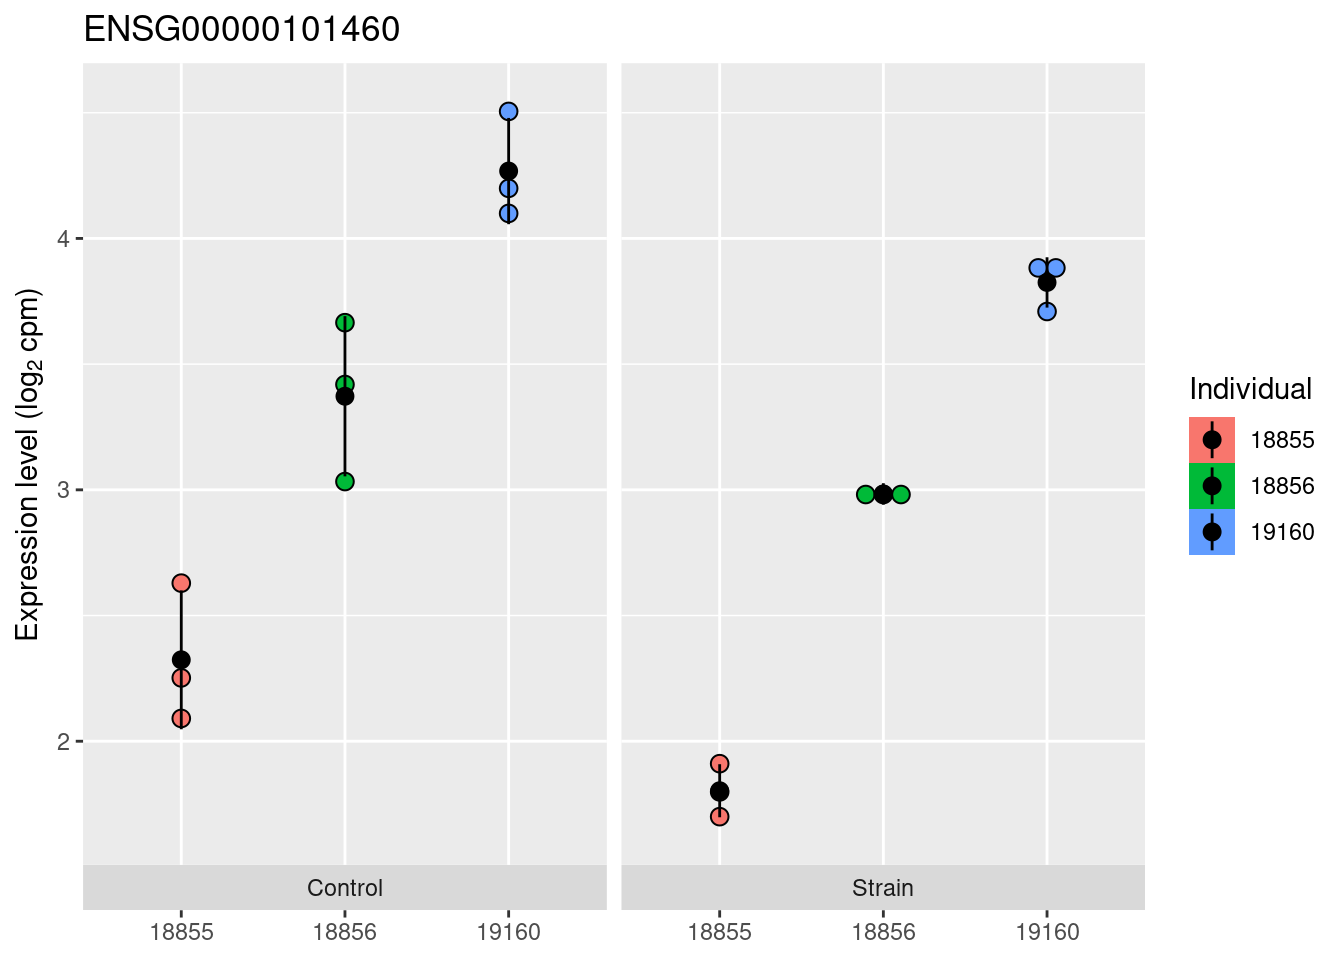 ENSG00000101460
Expression level (log₂ cpm)
4
3
2
Control
Strain
18855
18856
19160
18855
18856
19160
Individual
18855
18856
19160